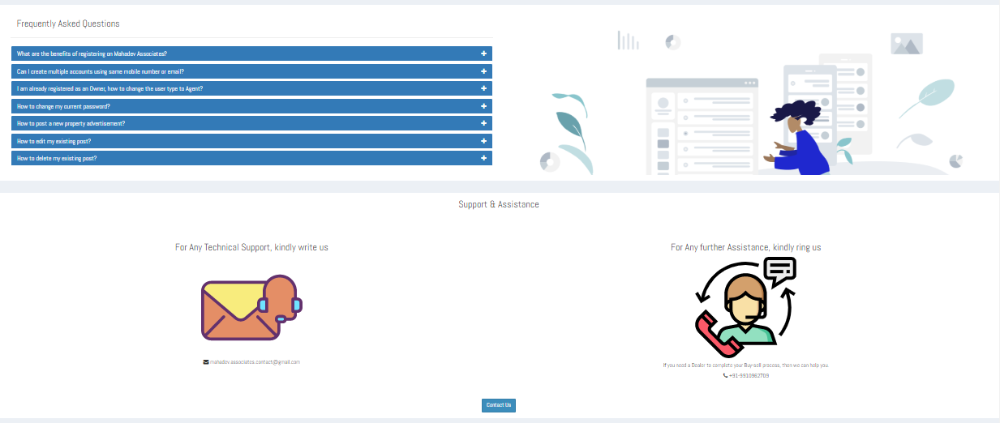 Frequently Asked Questions
What are the benefits of registering on Mahadev Associates?
Can I create multiple accounts using same mobile number or email?
I am already registered as an Owner, how to change the user type to Agent?
How to change my current password?
How to post a new property advertisement?
How to edit my existing post?
How to delete my existing post?
Support & Assistance
For Any Technical Support, kindly write us
mahadev.associates.contact@gmail.com
For Any further Assistance, kindly ring us
If you need a Dealer to complete your Buy-sell process, then we can help you.
+91-9910962709
Contact Us